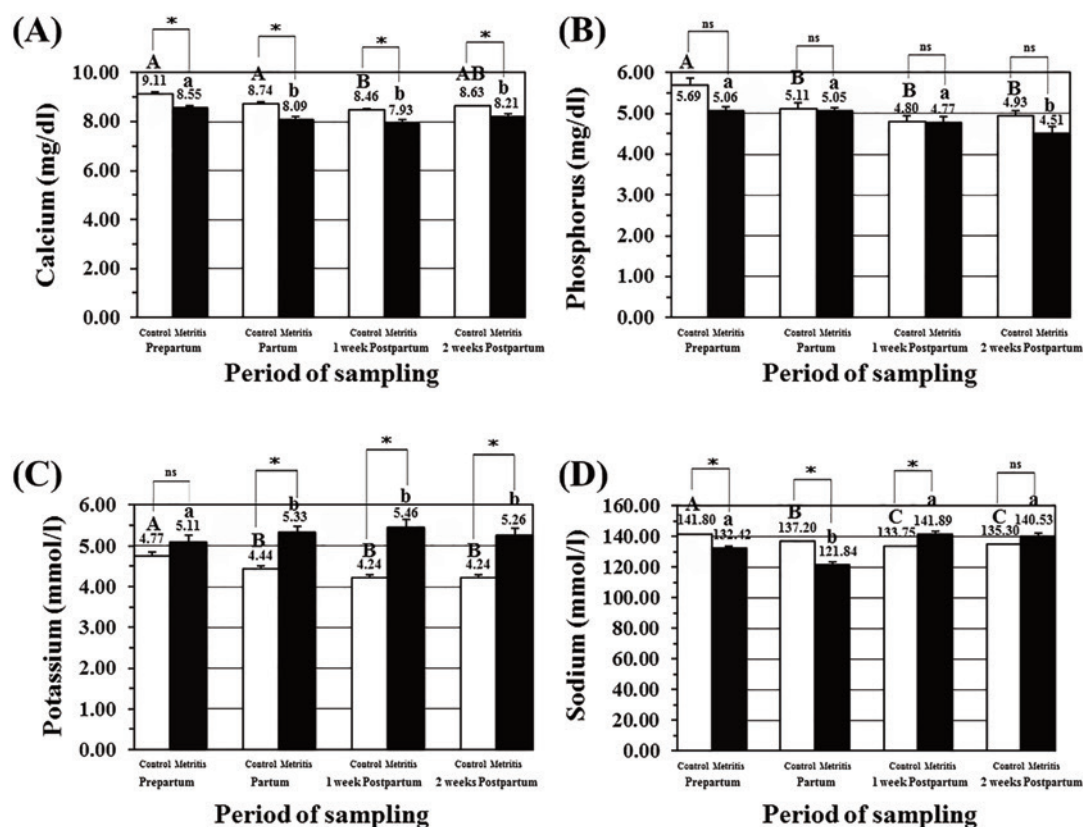 (A)
* * * *
A a A b B b AB b
9.11 8.55 8.74 8.09 8.46 7.93 8.63 8.21
10.00
8.00
6.00
4.00
2.00
0.00
Calcium (mg/dl)
Control Metritis Control Metritis Control Metritis Control Metritis
Prepartum Partum 1 week Postpartum 2 weeks Postpartum
Period of sampling
(B)
ns ns ns ns
A a B a B a B b
5.69 5.06 5.11 5.05 4.80 4.77 4.93 4.51
6.00
5.00
4.00
3.00
2.00
1.00
0.00
Phosphorus (mg/dl)
Control Metritis Control Metritis Control Metritis Control Metritis
Prepartum Partum 1 week Postpartum 2 weeks Postpartum
Period of sampling
(C)
ns * * *
A a B b B b B b
4.77 5.11 4.44 5.33 4.24 5.46 4.24 5.26
6.00
5.00
4.00
3.00
2.00
1.00
0.00
Potassium (mmol/l)
Control Metritis Control Metritis Control Metritis Control Metritis
Prepartum Partum 1 week Postpartum 2 weeks Postpartum
Period of sampling
(D)
* * * ns
A a B b C a C a
141.80 132.42 137.20 121.84 133.75 141.89 135.30 140.53
160.00
140.00
120.00
100.00
80.00
60.00
40.00
20.00
0.00
Sodium (mmol/l)
Control Metritis Control Metritis Control Metritis Control Metritis
Prepartum Partum 1 week Postpartum 2 weeks Postpartum
Period of sampling